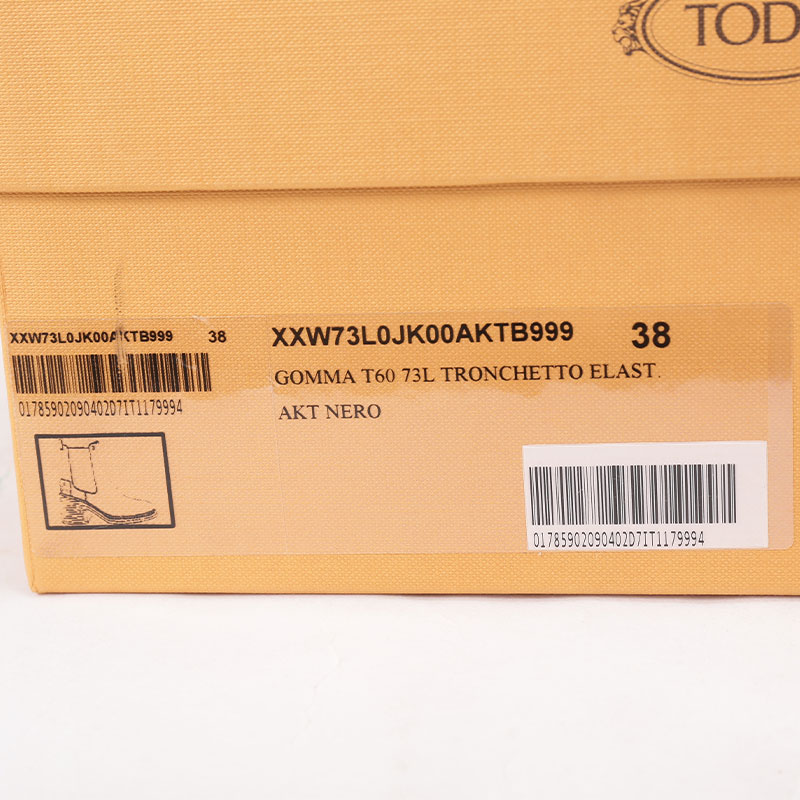 TOD
XXW73L0JK00AKTB999 38
01785902090402D7IT1179994
XXW73L0JK00AKTB999 38
GOMMA T60 73L TRONCHETTO ELAST.
AKT NERO
01785902090402D7IT1179994